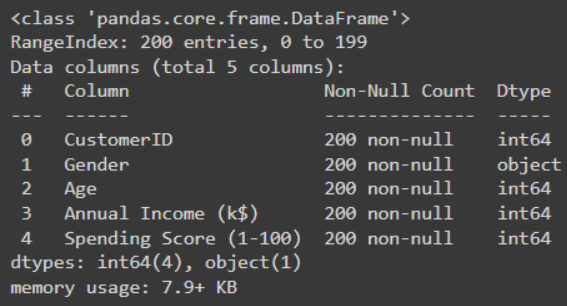 <class 'pandas.core.frame.DataFrame'>
RangeIndex: 200 entries, 0 to 199
Data columns (total 5 columns):
 #   Column                  Non-Null Count  Dtype
---  ------                  --------------  -----
 0   CustomerID              200 non-null    int64
 1   Gender                  200 non-null    object
 2   Age                     200 non-null    int64
 3   Annual Income (k$)      200 non-null    int64
 4   Spending Score (1-100)  200 non-null    int64
dtypes: int64(4), object(1)
memory usage: 7.9+ KB